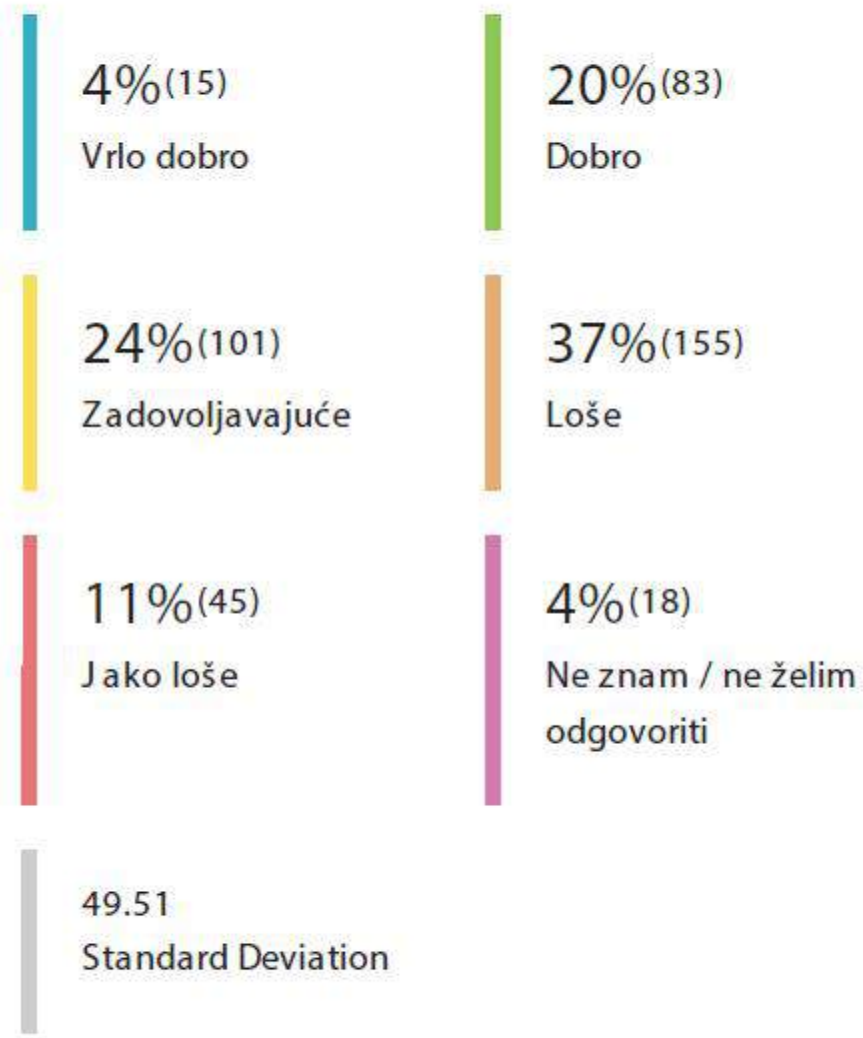 4%(15)
Vrlo dobro
20%(83)
Dobro
24%(101)
Zadovoljavajuće
37%(155)
Loše
11%(45)
Jako loše
4%(18)
Ne znam / ne želim
odgovoriti
49.51
Standard Deviation